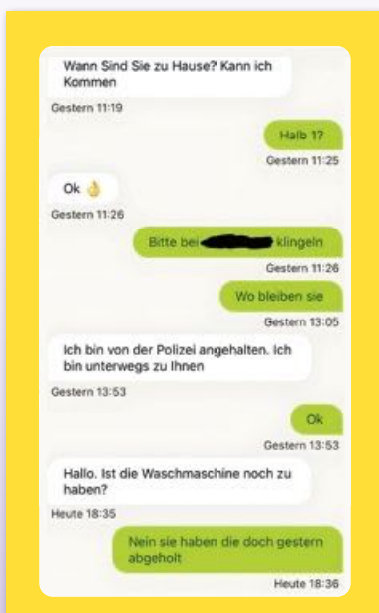 Wann Sind Sie zu Hause? Kann ich
Kommen
Gestern 11:19
Halb 1?
Gestern 11:25
Ok 👌
Gestern 11:26
Bitte bei klingeln
Gestern 11:26
Wo bleiben sie
Gestern 13:05
Ich bin von der Polizei angehalten. Ich
bin unterwegs zu Ihnen
Gestern 13:53
Ok
Gestern 13:53
Hallo. Ist die Waschmaschine noch zu
haben?
Heute 18:35
Nein sie haben die doch gestern
abgeholt
Heute 18:36